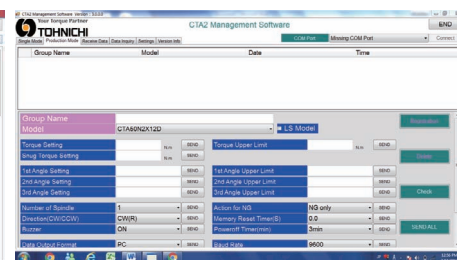 CTA2 Management Software
Your Torque Partner
TOHNICHI
CTA2 Management Software
END
COM Port
Missing COM Port
Connect
Single Mode Production Mode Receive Data Data Inquiry Settings Version Info
Group Name Model Date Time
Group Name
Model CTA60N2X12D LS Model
Registration
Torque Setting N.m SEND Torque Upper Limit N.m SEND
Snug Torque Setting N.m SEND
Delete
1st Angle Setting SEND 1st Angle Upper Limit SEND
2nd Angle Setting SEND 2nd Angle Upper Limit SEND
3rd Angle Setting SEND 3rd Angle Upper Limit SEND
Check
Number of Spindle 1 SEND Action for NG NG only SEND
Direction(CW/CCW) CW(R) SEND Memory Reset Timer(S) 0.0 SEND
Buzzer ON SEND Poweroff Timer(min) 3min SEND
SEND ALL
Data Output Format PC SEND Baud Rate 9600 SEND